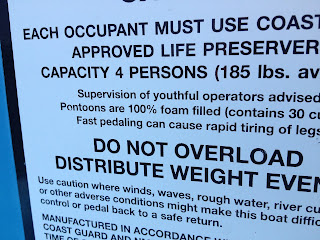 EACH OCCUPANT MUST USE COAST
APPROVED LIFE PRESERVER
CAPACITY 4 PERSONS (185 lbs. av
Supervision of youthful operators advised
Pentoons are 100% foam filled (contains 30 cu
Fast pedaling can cause rapid tiring of legs
DO NOT OVERLOAD
DISTRIBUTE WEIGHT EVEN
Use caution where winds, waves, rough water, river cu
or other adverse conditions might make this boat diffic
control or pedal back to a safe return.
MANUFACTURED IN ACCORDANCE W
COAST GUARD AND